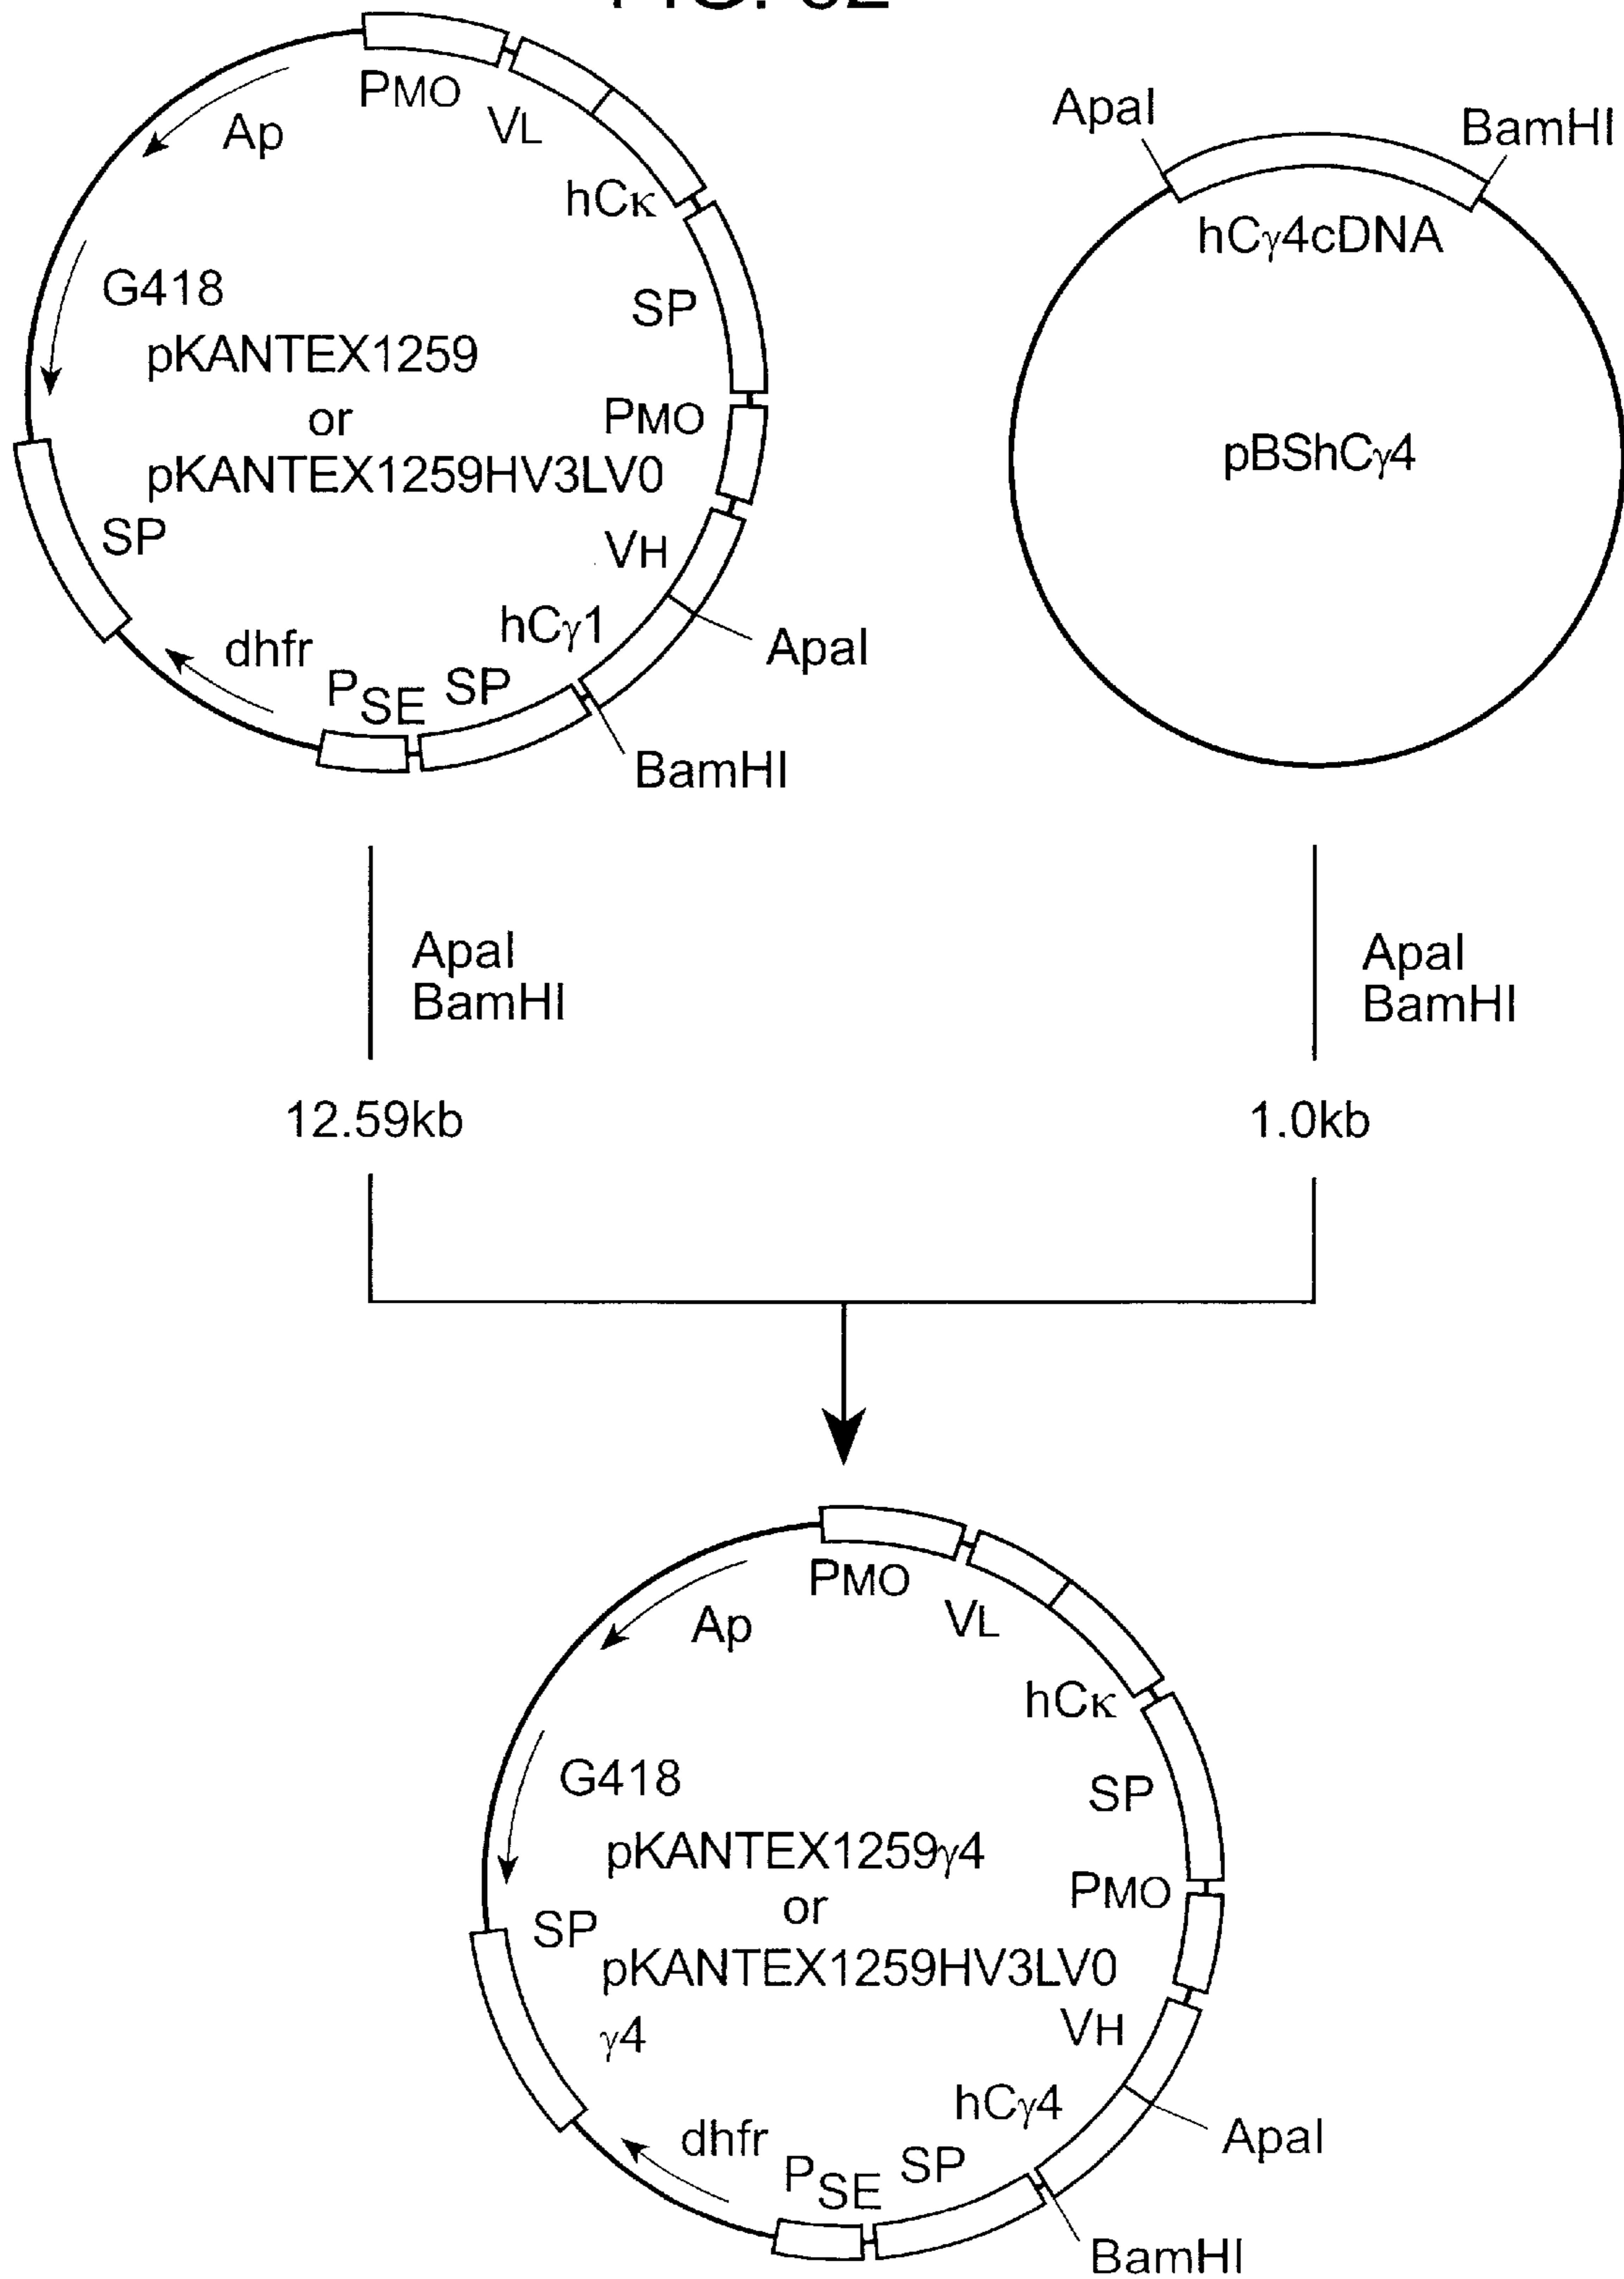 PMO
VL
Ap
hCκ
G418
SP
pKANTEX1259
or
PMO
pKANTEX1259HV3LV0
SP
VH
hCγ1
ApaI
dhfr
PSE
SP
BamHI
ApaI
BamHI
hCγ4cDNA
pBShCγ4
ApaI
BamHI
ApaI
BamHI
12.59kb
1.0kb
PMO
VL
Ap
hCκ
G418
SP
pKANTEX1259γ4
or
PMO
SP
pKANTEX1259HV3LV0
γ4
VH
hCγ4
ApaI
dhfr
PSE
SP
BamHI